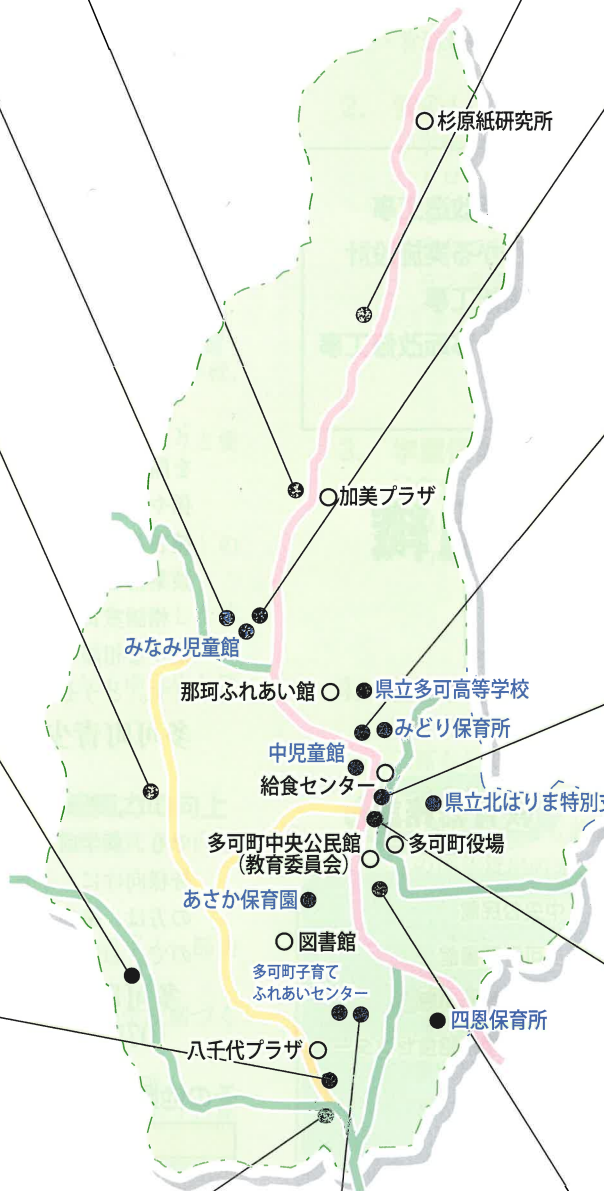 杉原紙研究所
加美プラザ
みなみ児童館
那珂ふれあい館
県立多可高等学校
みどり保育所
中児童館
給食センター
県立北はりま特別支
多可町中央公民館
(教育委員会)
多可町役場
あさか保育園
図書館
多可町子育て
ふれあいセンター
四恩保育所
八千代プラザ